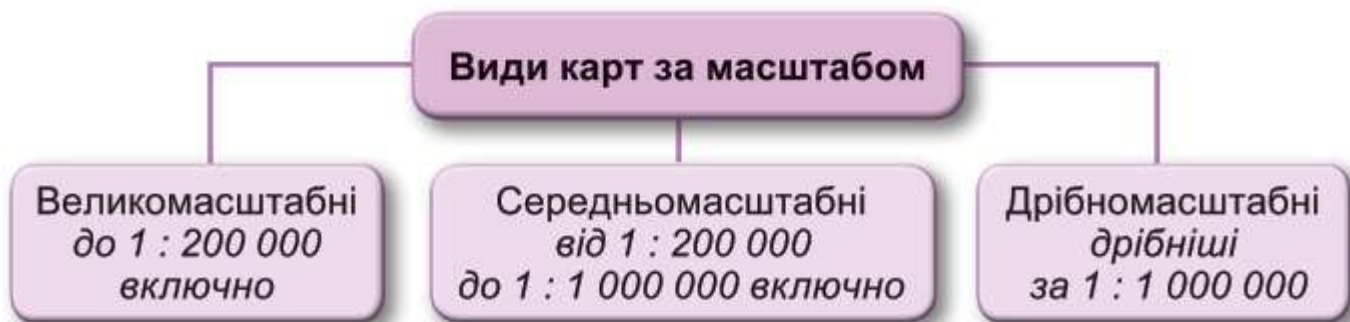 Види карт за масштабом
Великомасштабні
до 1 : 200 000
включно
Середньомасштабні
від 1 : 200 000
до 1 : 1 000 000 включно
Дрібномасштабні
дрібніші
за 1 : 1 000 000